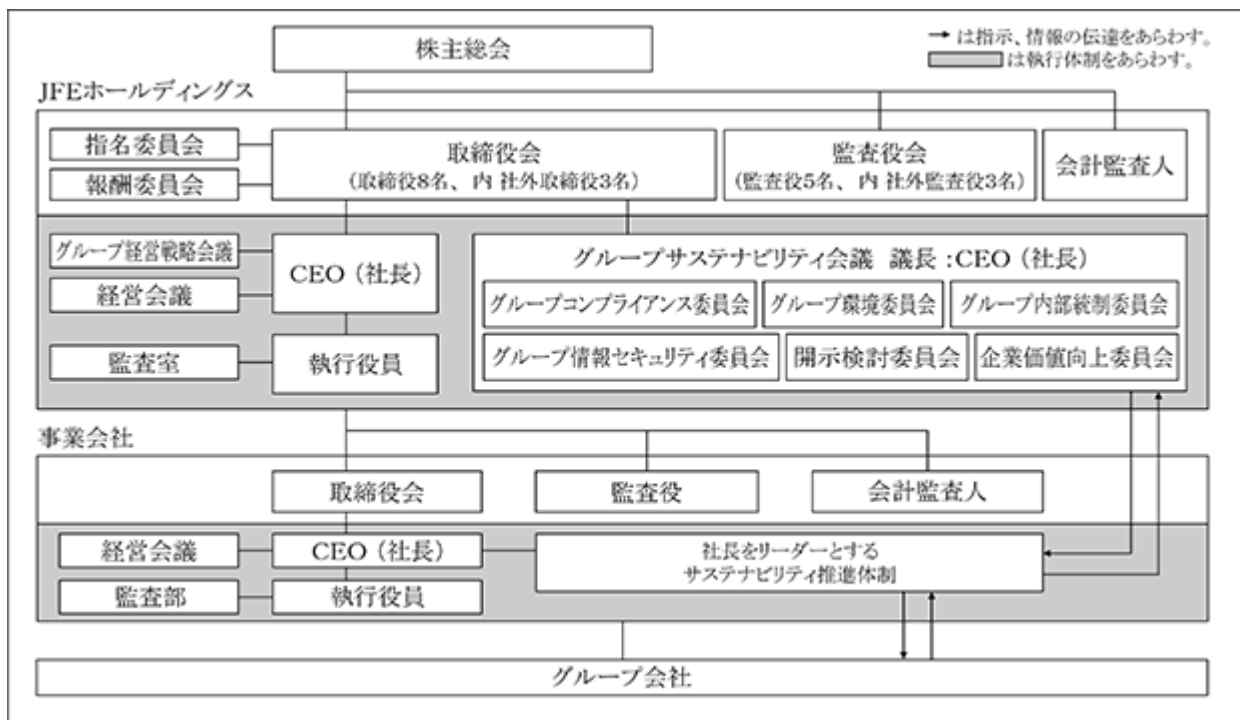 株主総会
→ は指示、情報の伝達をあらわす。
は執行体制をあらわす。
JFEホールディングス
指名委員会
報酬委員会
取締役会
(取締役8名、内 社外取締役3名)
監査役会
(監査役5名、内 社外監査役3名)
会計監査人
グループ経営戦略会議
経営会議
CEO(社長)
監査室
執行役員
グループサステナビリティ会議 議長:CEO(社長)
グループコンプライアンス委員会
グループ環境委員会
グループ内部統制委員会
グループ情報セキュリティ委員会
開示検討委員会
企業価値向上委員会
事業会社
取締役会
監査役
会計監査人
経営会議
CEO(社長)
社長をリーダーとする
サステナビリティ推進体制
監査部
執行役員
グループ会社